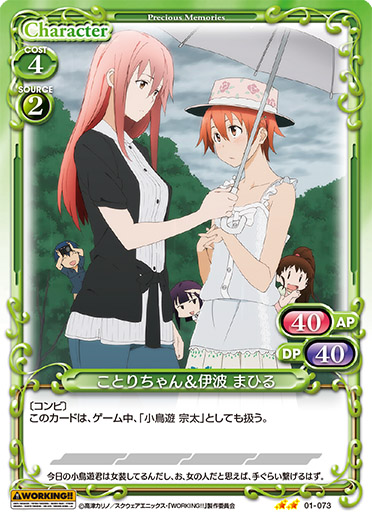 Precious Memories
Character
COST
4
SOURCE
2
40 AP
DP 40
ことりちゃん＆伊波 まひる
〔コンビ〕
このカードは、ゲーム中、「小鳥遊 宗太」としても扱う。
今日の小鳥遊君は女装してるんだし、お、女の人だと思えば、手ぐらい繋げるはず。
WORKING!!
01-073
©高津カリノ／スクウェアエニックス・「WORKING!!」製作委員会